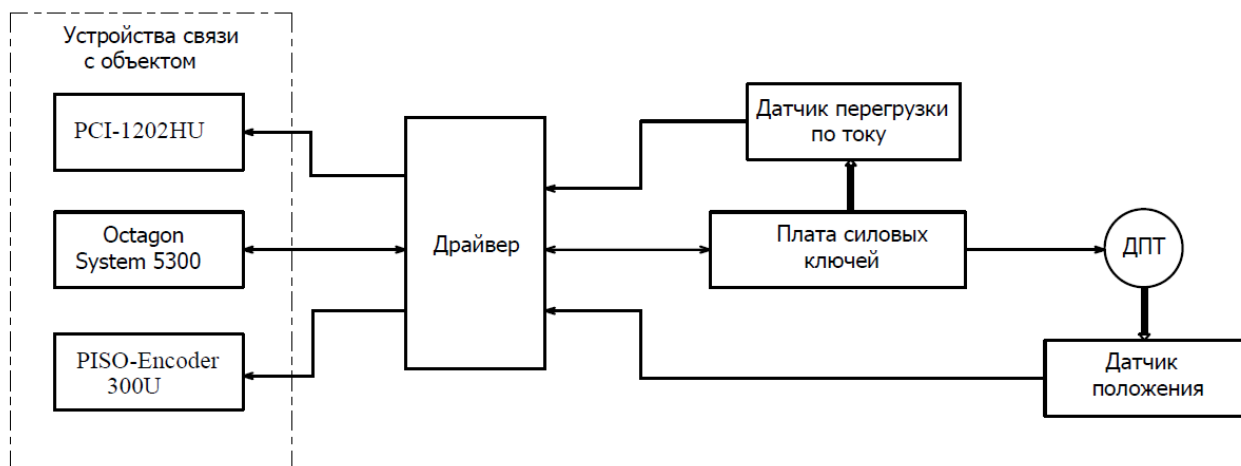 Устройства связи
с объектом
PCI-1202HU
Octagon
System 5300
PISO-Encoder
300U
Драйвер
Датчик перегрузки
по току
Плата силовых
ключей
ДПТ
Датчик
положения